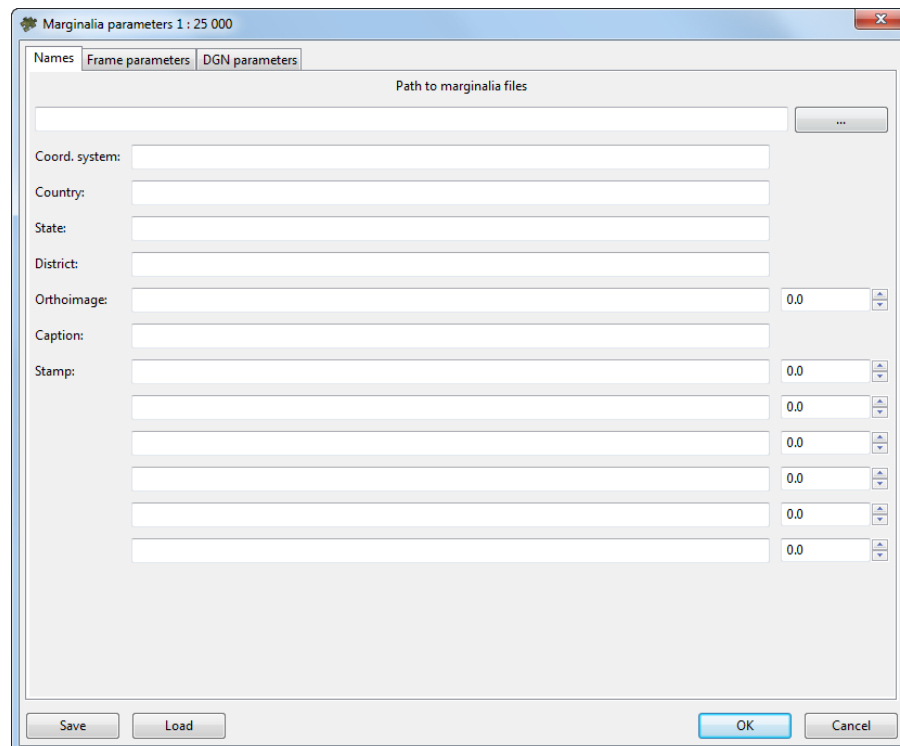 Marginalia parameters 1 : 25 000
Names Frame parameters DGN parameters
Path to marginalia files
...
Coord. system:
Country:
State:
District:
Orthoimage: 0.0
Caption:
Stamp: 0.0
0.0
0.0
0.0
0.0
0.0
Save Load OK Cancel